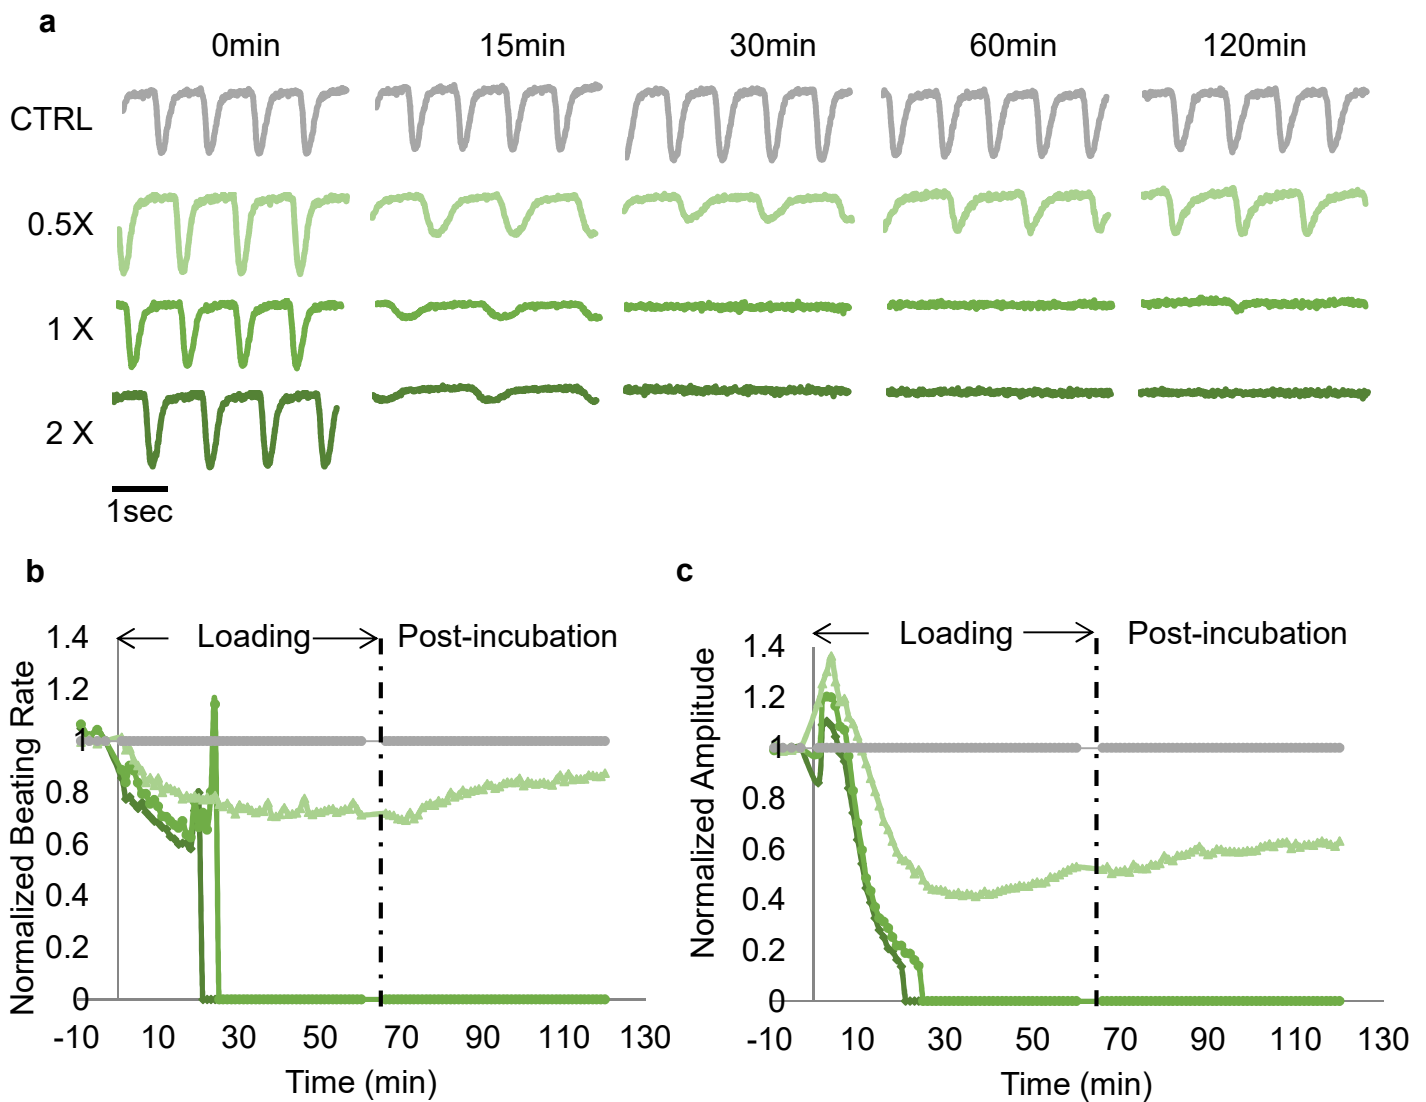 a
0min 15min 30min 60min 120min
CTRL
0.5X
1 X
2 X
1sec
b
c
Loading Post-incubation
Normalized Beating Rate
1.4
1.2
1
0.8
0.6
0.4
0.2
0
-10 10 30 50 70 90 110 130
Time (min)
Loading Post-incubation
Normalized Amplitude
1.4
1.2
1
0.8
0.6
0.4
0.2
0
-10 10 30 50 70 90 110 130
Time (min)